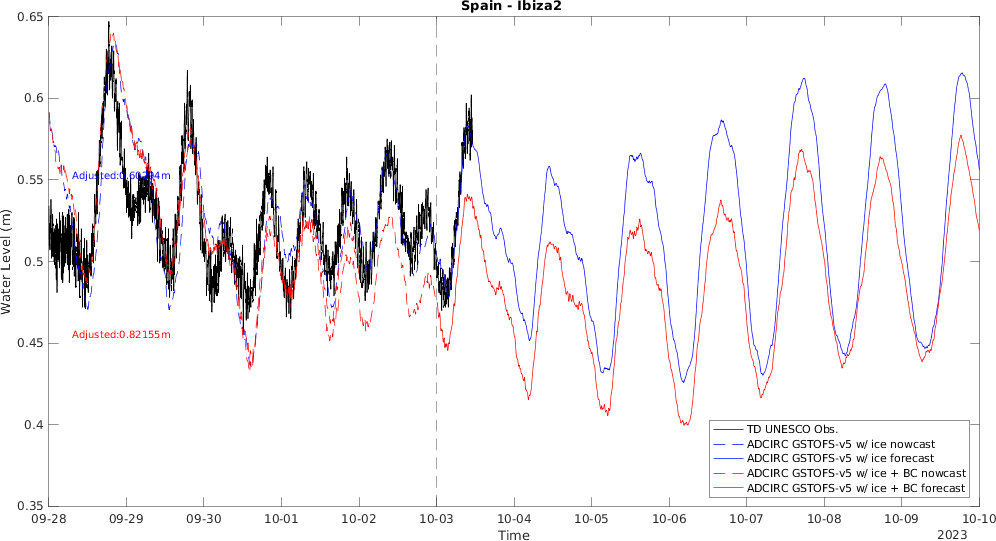 Spain - Ibiza2
0.65
0.6
0.55
0.5
0.45
0.4
0.35
Water Level (m)
Adjusted:0.60294m
Adjusted:0.82155m
TD UNESCO Obs.
ADCIRC GSTOFS-v5 w/ ice nowcast
ADCIRC GSTOFS-v5 w/ ice forecast
ADCIRC GSTOFS-v5 w/ ice + BC nowcast
ADCIRC GSTOFS-v5 w/ ice + BC forecast
09-28 09-29 09-30 10-01 10-02 10-03 10-04 10-05 10-06 10-07 10-08 10-09 10-10
Time
2023